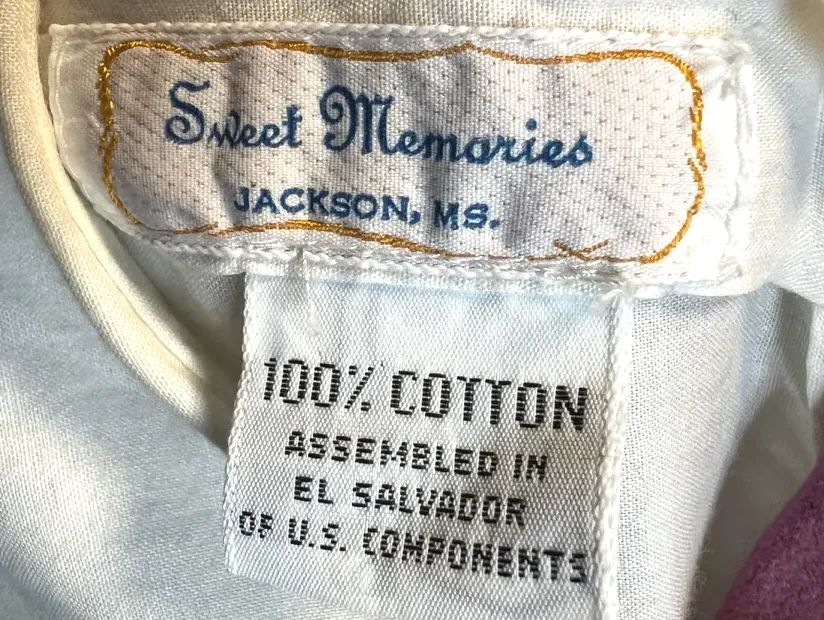 Sweet Memories
JACKSON, MS.
100% COTTON
ASSEMBLED IN
EL SALVADOR
OF U.S. COMPONENTS